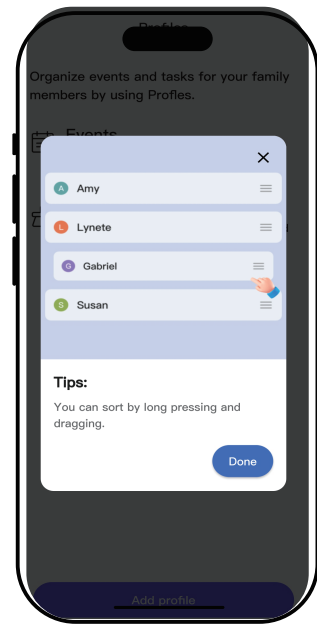 Profiles
Organize events and tasks for your family
members by using Profles.
Events
A Amy
L Lynete
G Gabriel
S Susan
Tips:
You can sort by long pressing and
dragging.
Done
Add profile